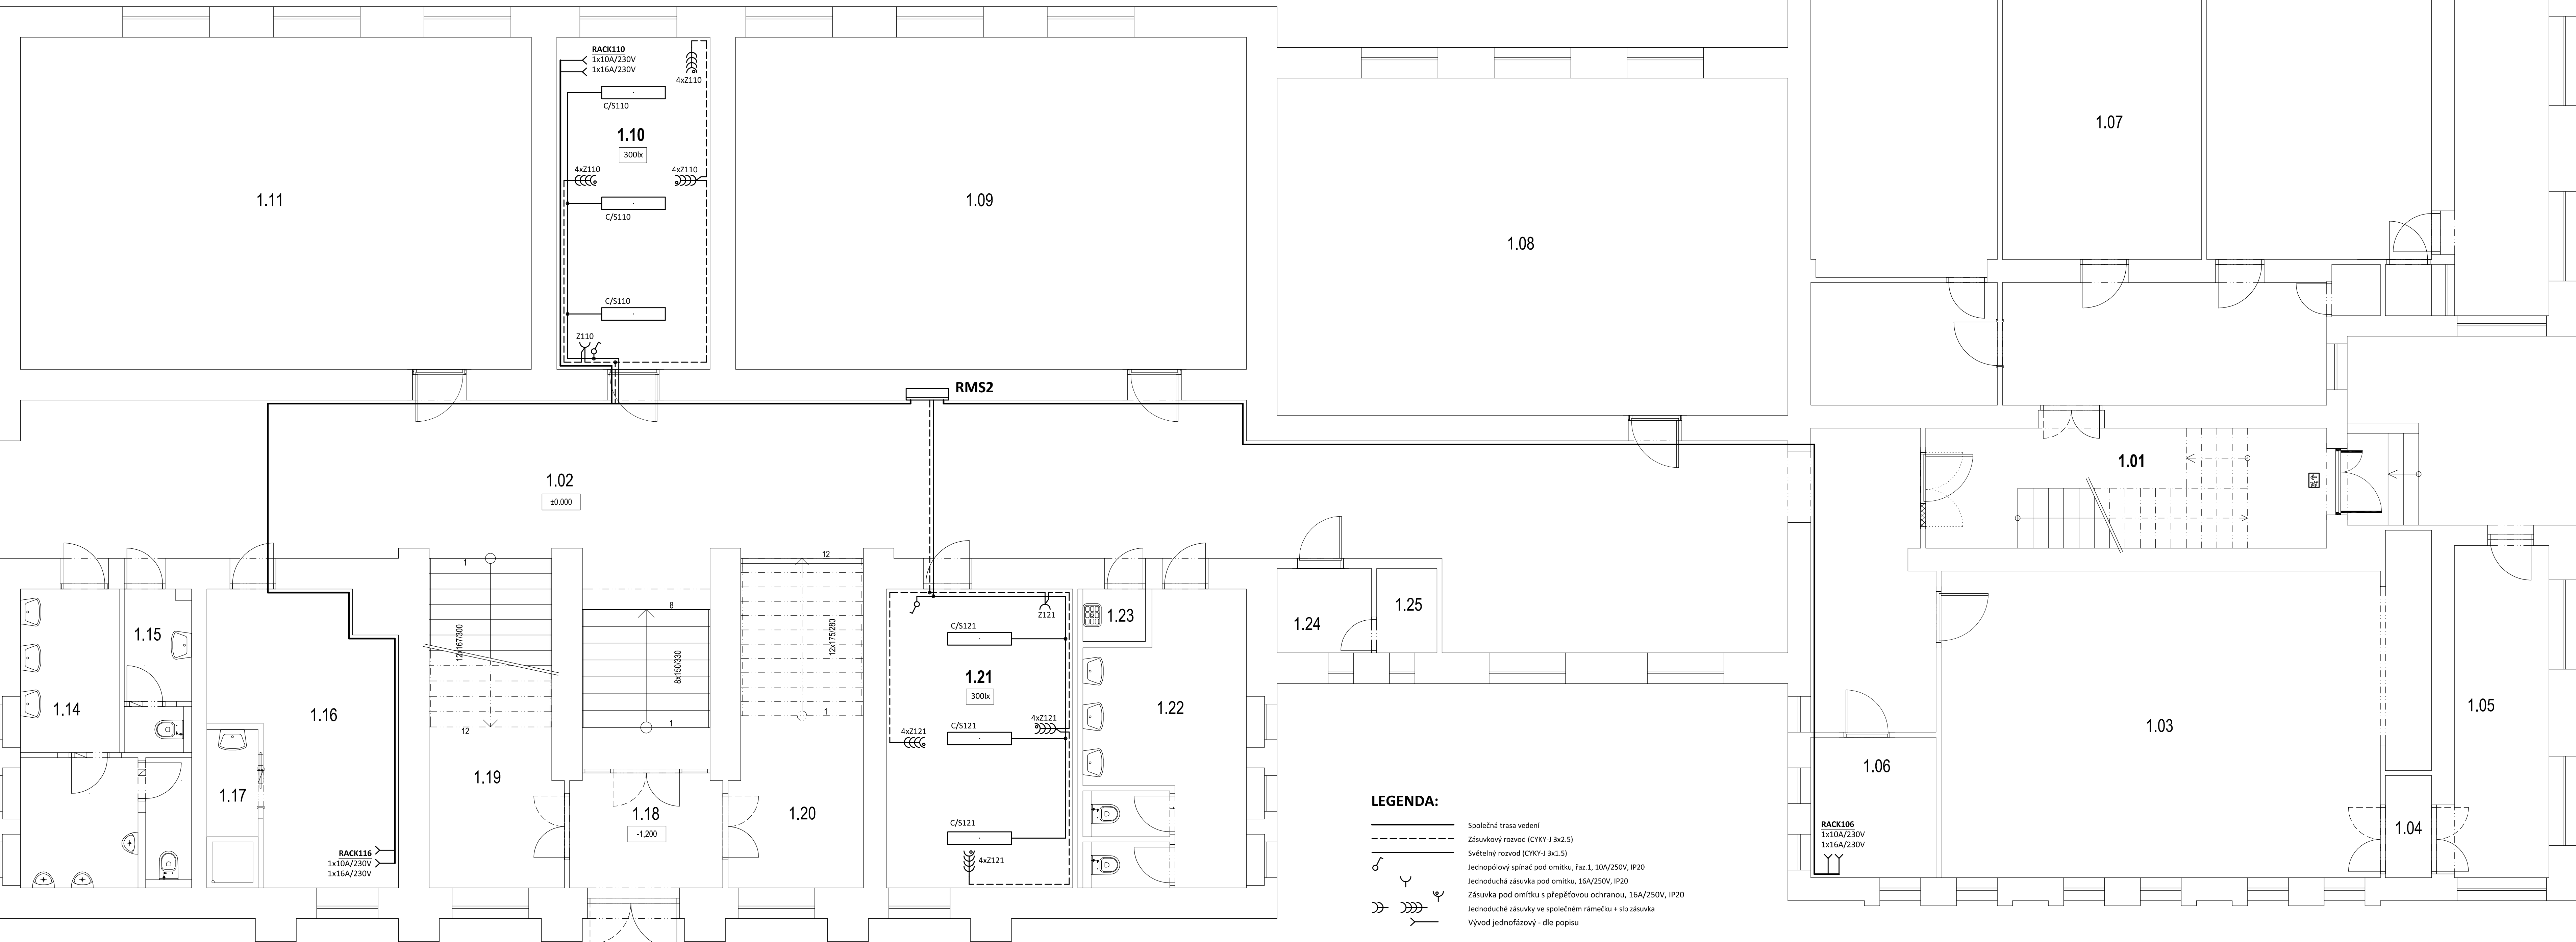 RACK110
1x10A/230V
1x16A/230V
4xZ110
C/S110
1.10
300lx
4xZ110
4xZ110
C/S110
C/S110
Z110
1.11
1.09
1.08
1.07
RMS2
1.02
±0.000
1.01
1
12
12x167/300
12
1.19
8
8x150/330
1
1.18
-1,200
12
12x175/280
1
1.20
1.14
1.15
1.16
1.17
RACK116
1x10A/230V
1x16A/230V
Z121
C/S121
1.21
300lx
4xZ121
4xZ121
C/S121
C/S121
4xZ121
1.23
1.22
1.24
1.25
1.06
RACK106
1x10A/230V
1x16A/230V
1.03
1.04
1.05
LEGENDA:
Společná trasa vedení
Zásuvkový rozvod (CYKY-J 3x2.5)
Světelný rozvod (CYKY-J 3x1.5)
Jednopólový spínač pod omítku, řaz.1, 10A/250V, IP20
Jednoduchá zásuvka pod omítku, 16A/250V, IP20
Zásuvka pod omítku s přepěťovou ochranou, 16A/250V, IP20
Jednoduché zásuvky ve společném rámečku + slb zásuvka
Vývod jednofázový - dle popisu